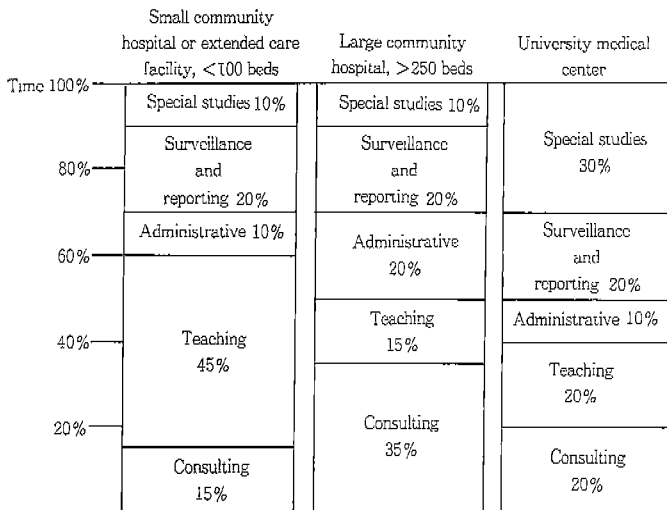 Small community
hospital or extended care
facility, <100 beds
Large community
hospital, >250 beds
University medical
center
Time 100%
80%
60%
40%
20%
Special studies 10%
Surveillance
and
reporting 20%
Administrative 10%
Teaching
45%
Consulting
15%
Special studies 10%
Surveillance
and
reporting 20%
Administrative
20%
Teaching
15%
Consulting
35%
Special studies
30%
Surveillance
and
reporting 20%
Administrative 10%
Teaching
20%
Consulting
20%